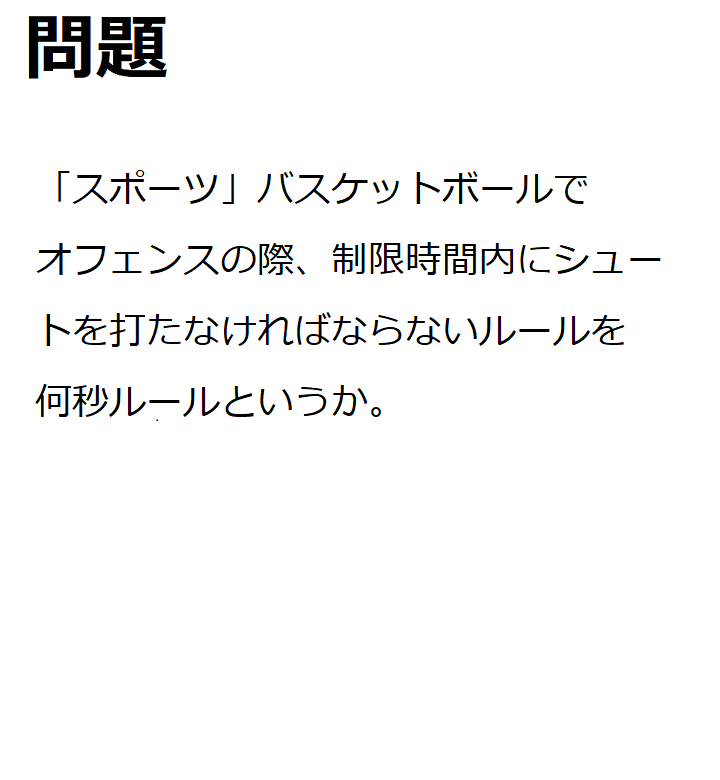 問題
「スポーツ」バスケットボールで
オフェンスの際、制限時間内にシュー
トを打たなければならないルールを
何秒ルールというか。